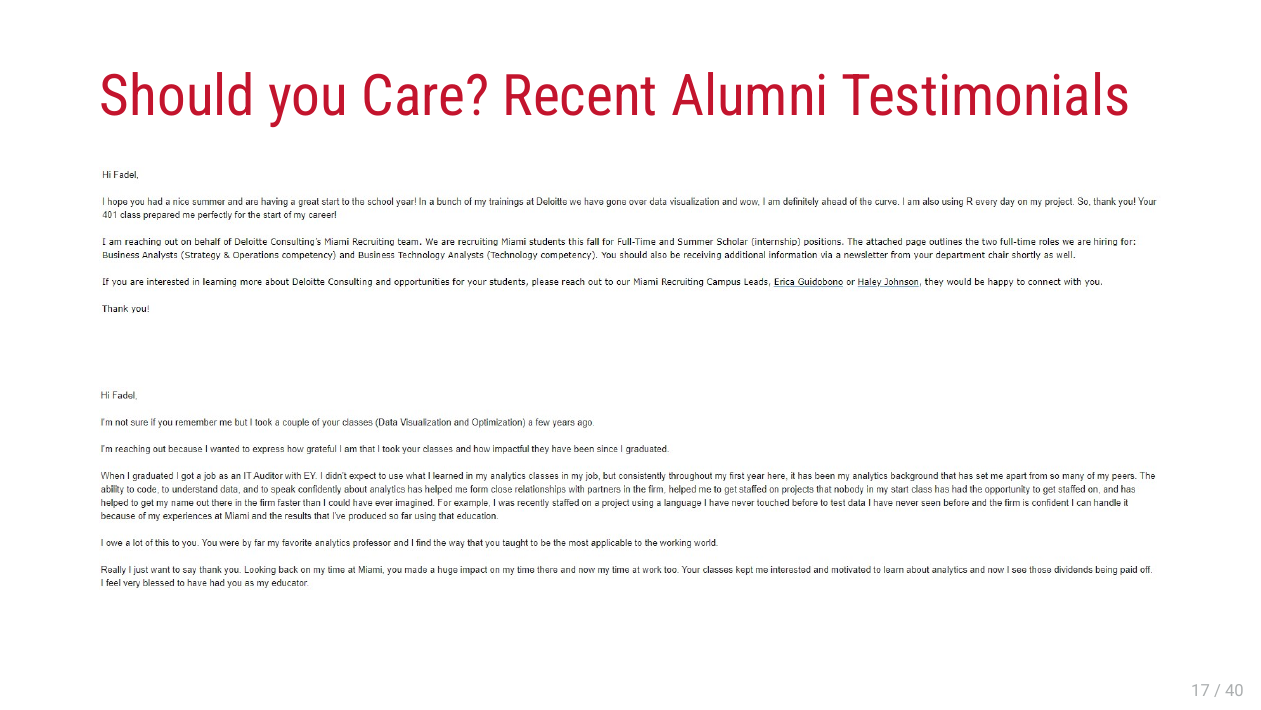 Should you Care? Recent Alumni Testimonials
Hi Fadel,
I hope you had a nice summer and are having a great start to the school year! In a bunch of my trainings at Deloitte we have gone over data visualization and wow, I am definitely ahead of the curve. I am also using R every day on my project. So, thank you! Your
401 class prepared me perfectly for the start of my career!
I am reaching out on behalf of Deloitte Consulting's Miami Recruiting team. We are recruiting Miami students this fall for Full-Time and Summer Scholar (internship) positions. The attached page outlines the two full-time roles we are hiring for:
Business Analysts (Strategy & Operations competency) and Business Technology Analysts (Technology competency). You should also be receiving additional information via a newsletter from your department chair shortly as well.
If you are interested in learning more about Deloitte Consulting and opportunities for your students, please reach out to our Miami Recruiting Campus Leads, Erica Guidobono or Haley Johnson, they would be happy to connect with you.
Thank you!
Hi Fadel,
I'm not sure if you remember me but I took a couple of your classes (Data Visualization and Optimization) a few years ago.
I'm reaching out because I wanted to express how grateful I am that I took your classes and how impactful they have been since I graduated.
When I graduated I got a job as an IT Auditor with EY. I didn't expect to use what I learned in my analytics classes in my job, but consistently throughout my first year here, it has been my analytics background that has set me apart from so many of my peers. The
ability to code, to understand data, and to speak confidently about analytics has helped me form close relationships with partners in the firm, helped me to get staffed on projects that nobody in my start class has had the opportunity to get staffed on, and has
helped to get my name out there in the firm faster than I could have ever imagined. For example, I was recently staffed on a project using a language I have never touched before to test data I have never seen before and the firm is confident I can handle it
because of my experiences at Miami and the results that I've produced so far using that education.
I owe a lot of this to you. You were by far my favorite analytics professor and I find the way that you taught to be the most applicable to the working world.
Really I just want to say thank you. Looking back on my time at Miami, you made a huge impact on my time there and now my time at work too. Your classes kept me interested and motivated to learn about analytics and now I see those dividends being paid off.
I feel very blessed to have had you as my educator.
17 / 40